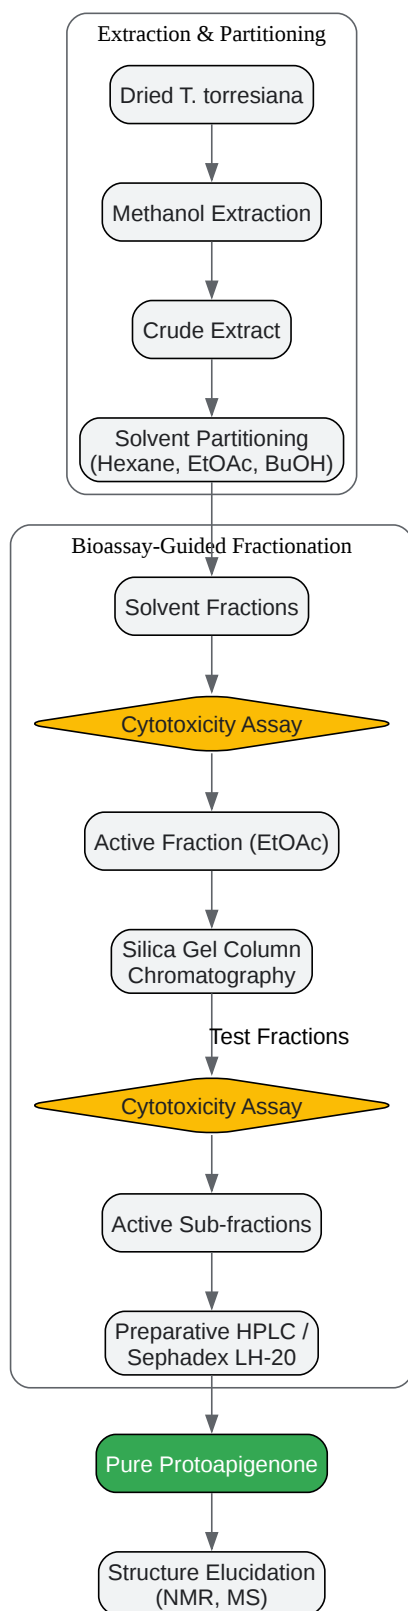 Extraction & Partitioning
Dried T. torresiana
Methanol Extraction
Crude Extract
Solvent Partitioning
(Hexane, EtOAc, BuOH)
Bioassay-Guided Fractionation
Solvent Fractions
Cytotoxicity Assay
Active Fraction (EtOAc)
Silica Gel Column
Chromatography
Test Fractions
Cytotoxicity Assay
Active Sub-fractions
Preparative HPLC /
Sephadex LH-20
Pure Protoapigenone
Structure Elucidation
(NMR, MS)